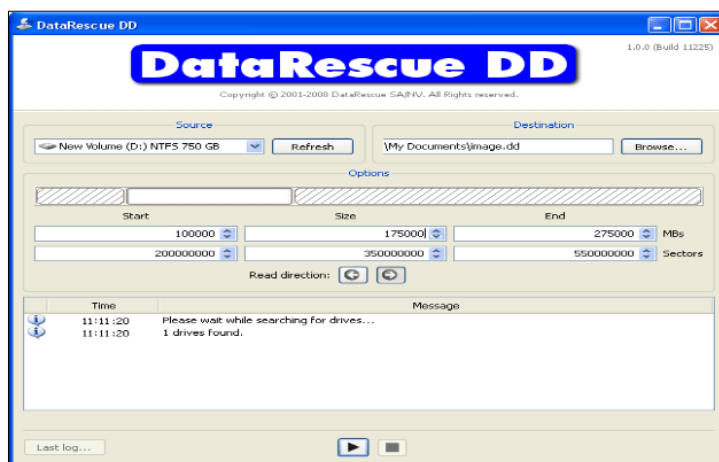 DataRescue DD
1.0.0 (Build 11225)
DataRescue DD
Copyright © 2001-2008 DataRescue SA/NV. All Rights reserved.
Source
Destination
New Volume (D:) NTFS 750 GB
Refresh
\My Documents\image.dd
Browse...
Options
Start Size End
100000 175000 275000 MBs
200000000 350000000 550000000 Sectors
Read direction:
Time Message
11:11:20 Please wait while searching for drives...
11:11:20 1 drives found.
Last log...